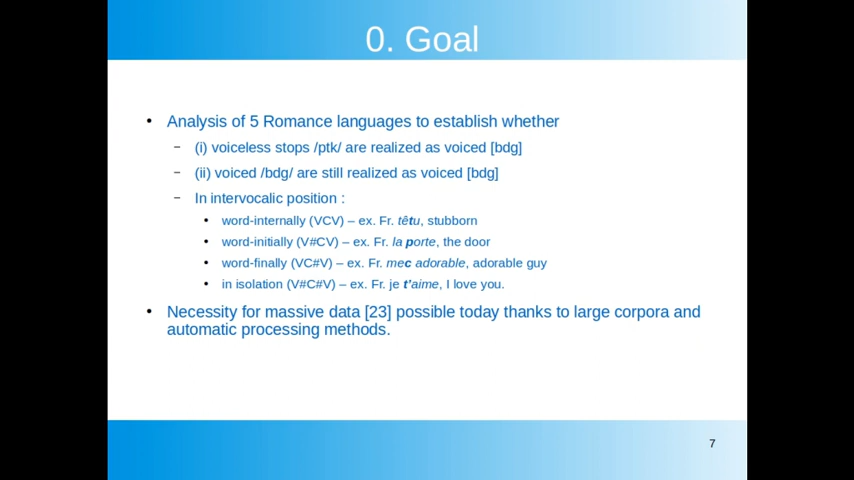 0. Goal
• Analysis of 5 Romance languages to establish whether
– (i) voiceless stops /ptk/ are realized as voiced [bdg]
– (ii) voiced /bdg/ are still realized as voiced [bdg]
– In intervocalic position :
• word-internally (VCV) – ex. Fr. têtu, stubborn
• word-initially (V#CV) – ex. Fr. la porte, the door
• word-finally (VC#V) – ex. Fr. mec adorable, adorable guy
• in isolation (V#C#V) – ex. Fr. je t’aime, I love you.
• Necessity for massive data [23] possible today thanks to large corpora and
automatic processing methods.
7